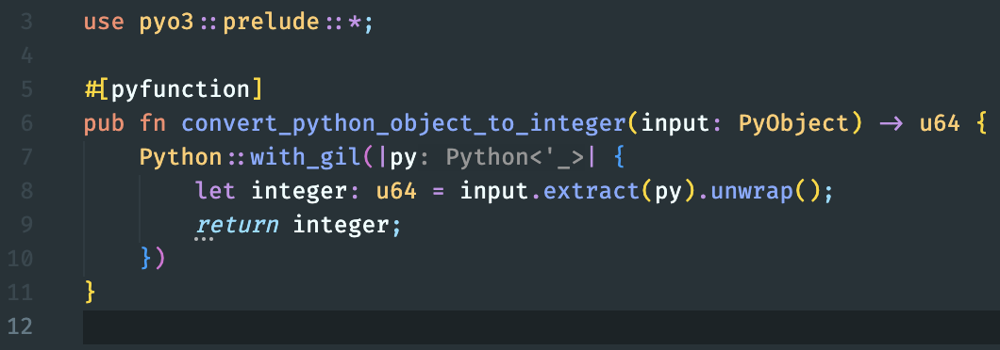 3 use pyo3::prelude::*;
4
5 #[pyfunction]
6 pub fn convert_python_object_to_integer(input: PyObject) -> u64 {
7     Python::with_gil(|py: Python<'_>| {
8         let integer: u64 = input.extract(py).unwrap();
9         return integer;
10     })
11 }
12